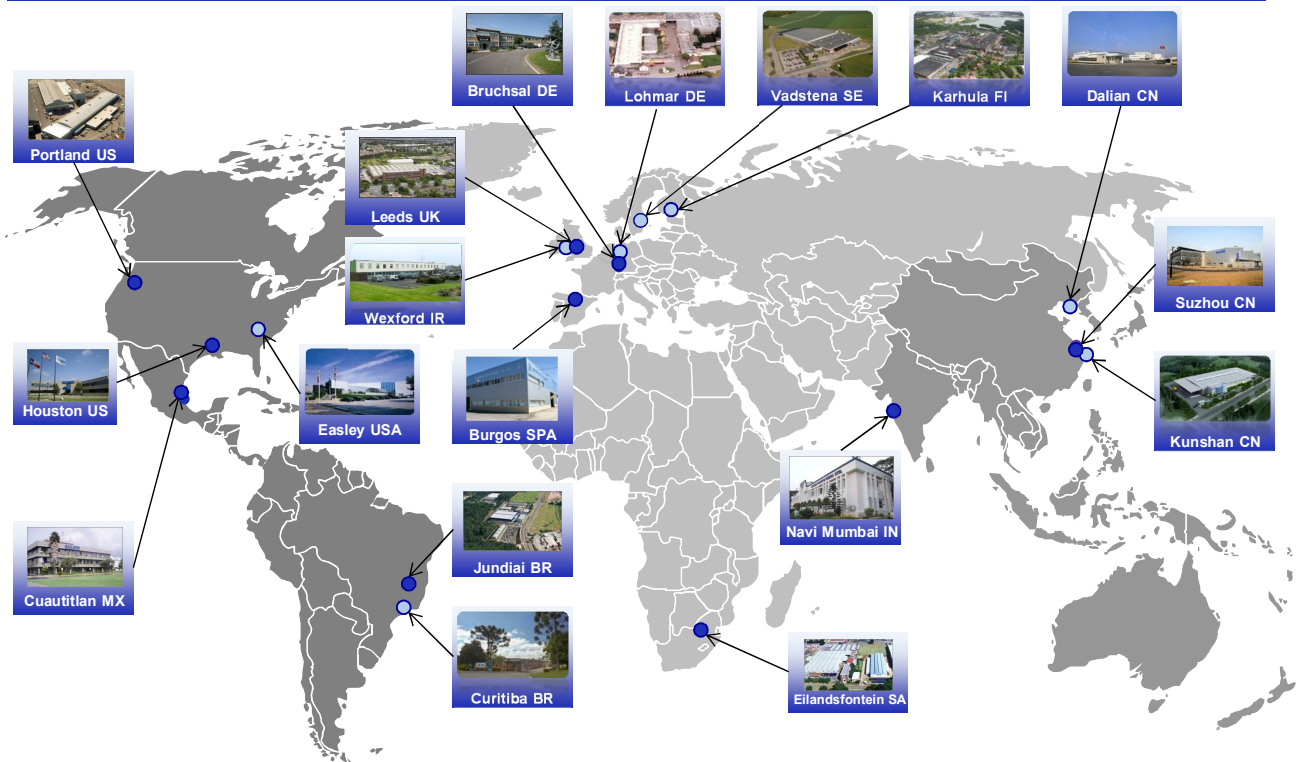 Bruchsal DE
Lohmar DE
Vadstena SE
Karhula FI
Dalian CN
Portland US
Leeds UK
Wexford IR
Suzhou CN
Houston US
Easley USA
Burgos SPA
Kunshan CN
Navi Mumbai IN
Jundiai BR
Cuautitlan MX
Curitiba BR
Eilandsfontein SA